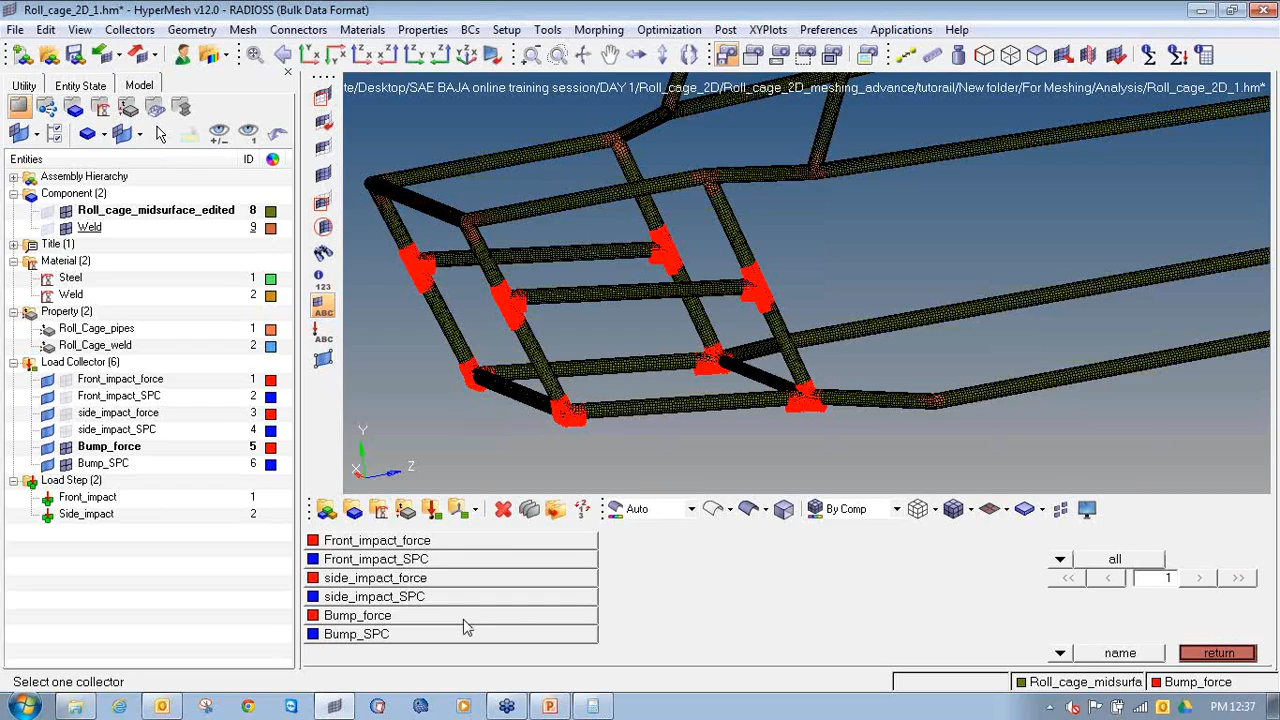 Roll_cage_2D_1.hm* - HyperMesh v12.0 - RADIOSS (Bulk Data Format)
File Edit View Collectors Geometry Mesh Connectors Materials Properties BCs Setup Tools Morphing Optimization Post XYPlots Preferences Applications Help
Utility Entity State Model
te/Desktop/SAE BAJA online training session/DAY 1/Roll_cage_2D/Roll_cage_2D_meshing_advance/tutorail/New folder/For Meshing/Analysis/Roll_cage_2D_1.hm*
Entities ID
Assembly Hierarchy
Component (2)
Roll_cage_midsurface_edited 8
Weld 9
Title (1)
Material (2)
Steel 1
Weld 2
Property (2)
Roll_Cage_pipes 1
Roll_Cage_weld 2
Load Collector (6)
Front_impact_force 1
Front_impact_SPC 2
side_impact_force 3
side_impact_SPC 4
Bump_force 5
Bump_SPC 6
Load Step (2)
Front_impact 1
Side_impact 2
123
ABC
ABC
Y
X
Z
Auto
By Comp
Front_impact_force
Front_impact_SPC
side_impact_force
side_impact_SPC
Bump_force
Bump_SPC
all
<< < 1 > >>
name return
Select one collector
Roll_cage_midsurfa Bump_force
PM 12:37